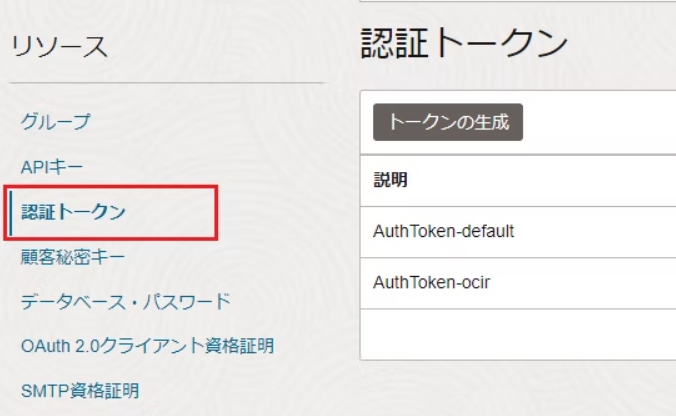 リソース
グループ
APIキー
認証トークン
顧客秘密キー
データベース・パスワード
OAuth 2.0クライアント資格証明
SMTP資格証明
認証トークン
トークンの生成
説明
AuthToken-default
AuthToken-ocir